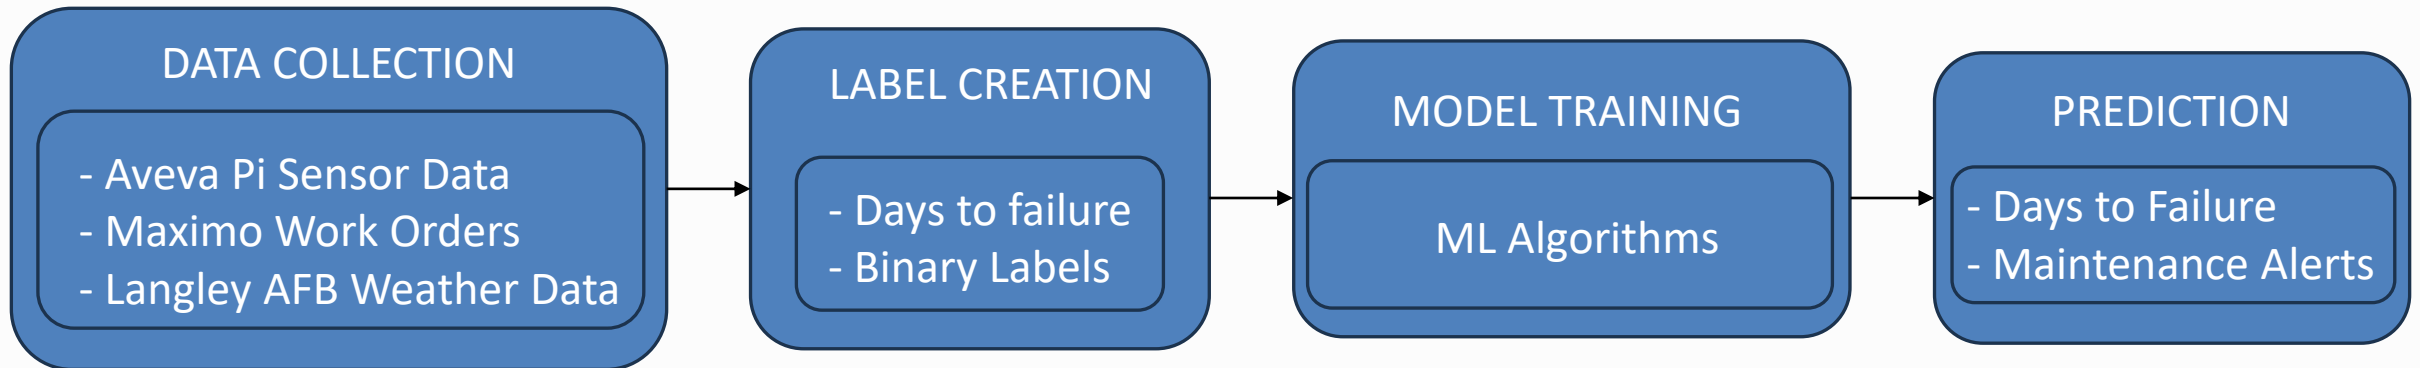 DATA COLLECTION
- Aveva Pi Sensor Data
- Maximo Work Orders
- Langley AFB Weather Data
LABEL CREATION
- Days to failure
- Binary Labels
MODEL TRAINING
ML Algorithms
PREDICTION
- Days to Failure
- Maintenance Alerts